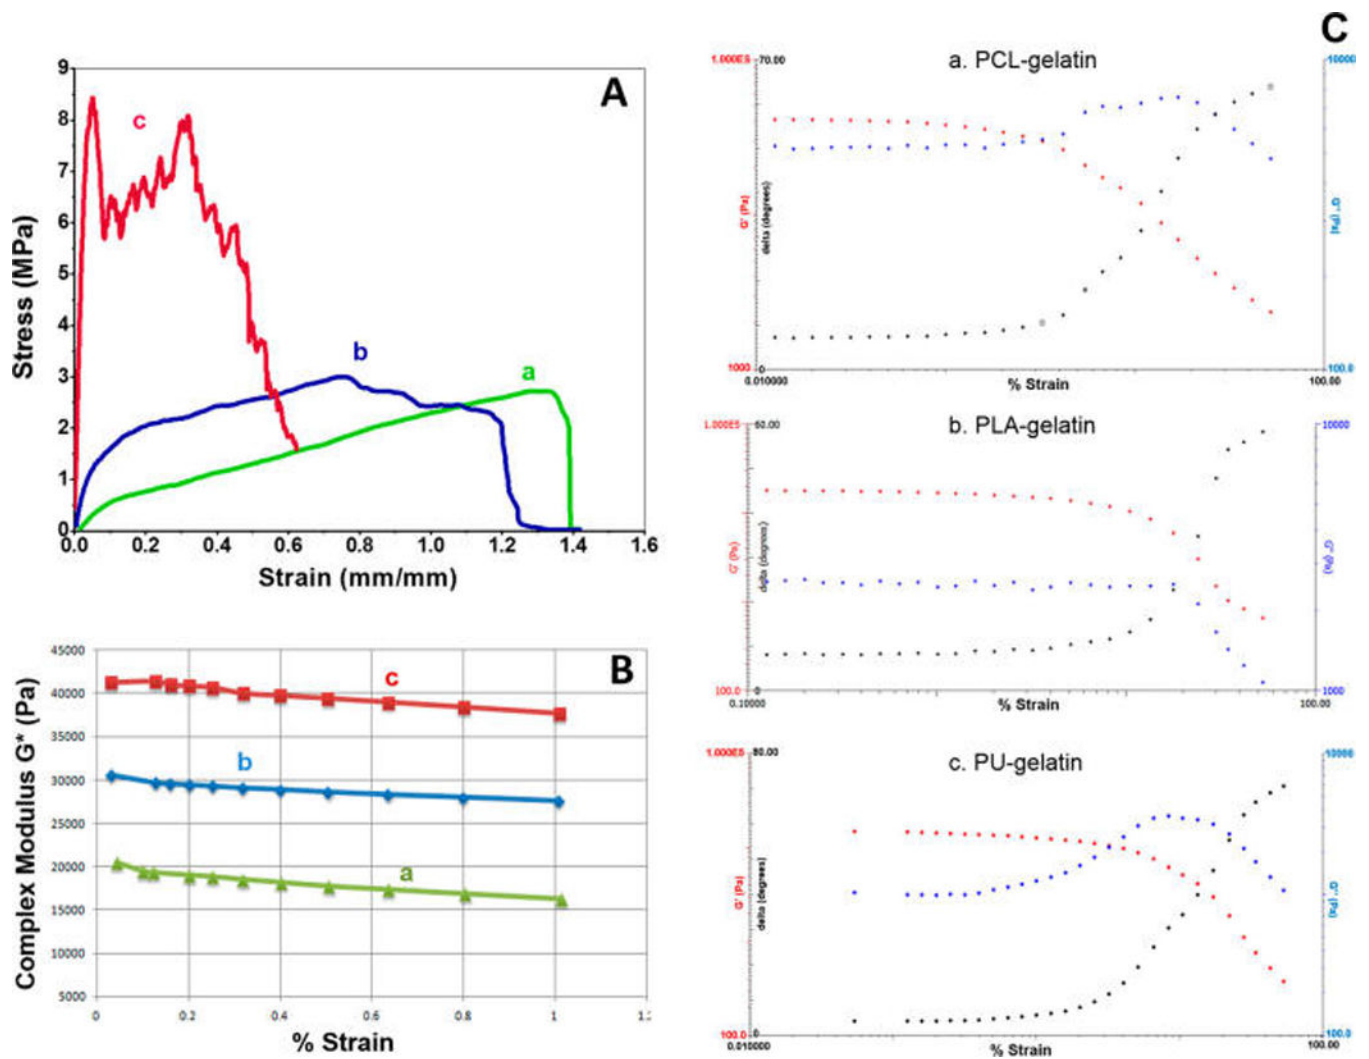 A
9
8
7
6
5
4
3
2
1
0
Stress (MPa)
c
b
a
0.0 0.2 0.4 0.6 0.8 1.0 1.2 1.4 1.6
Strain (mm/mm)
B
45000
40000
35000
30000
25000
20000
15000
10000
5000
Complex Modulus G* (Pa)
c
b
a
0 0.2 0.4 0.6 0.8 1 1.
% Strain
C
a. PCL-gelatin
1.000E5 70.00 10000
G' (Pa)
delta (degrees)
G" (Pa)
1000 0 100.0
0.010000 % Strain 100.00
b. PLA-gelatin
1.000E5 60.00 10000
G' (Pa)
delta (degrees)
G" (Pa)
100.0 0 1000
0.10000 % Strain 100.00
c. PU-gelatin
1.000E5 80.00 10000
G' (Pa)
delta (degrees)
G" (Pa)
100.0 0 100.0
0.010000 % Strain 100.00